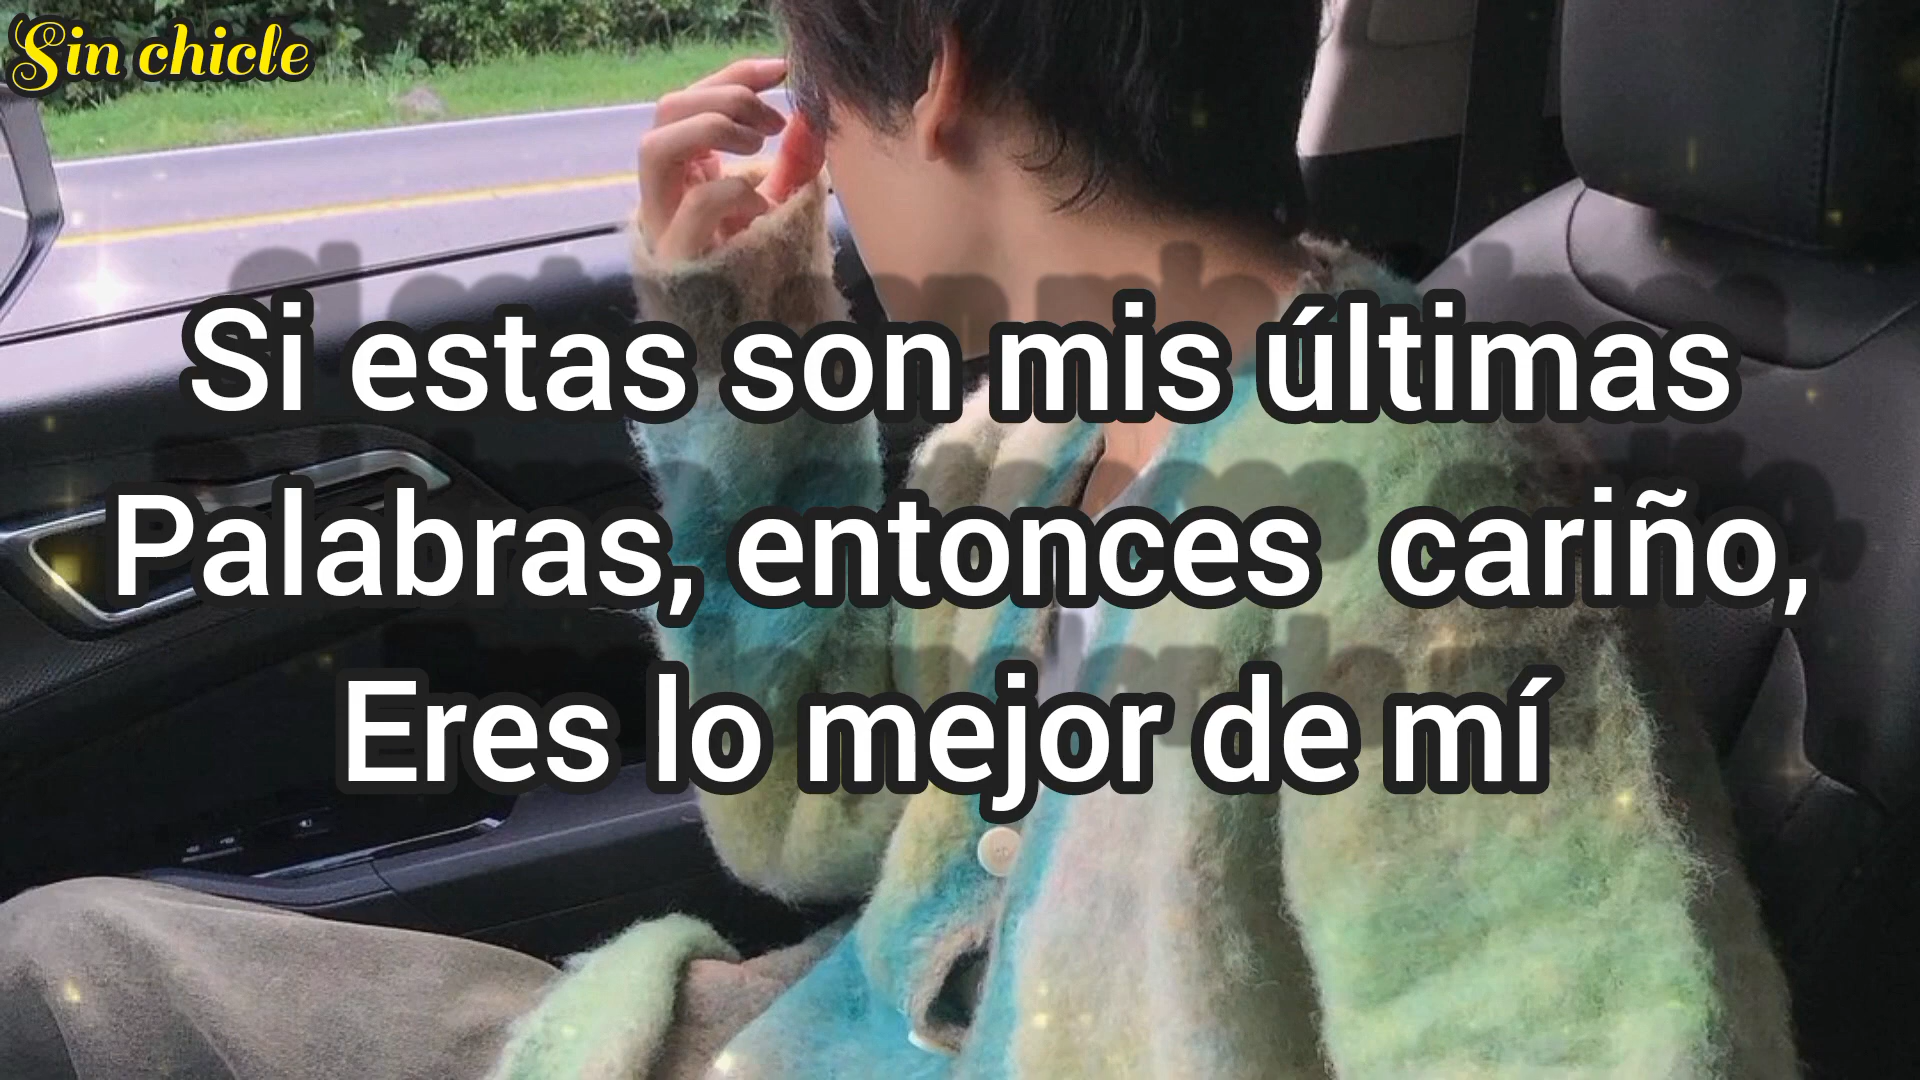 Sin chicle
Si estas son mis últimas
Palabras, entonces  cariño,
Eres lo mejor de mí